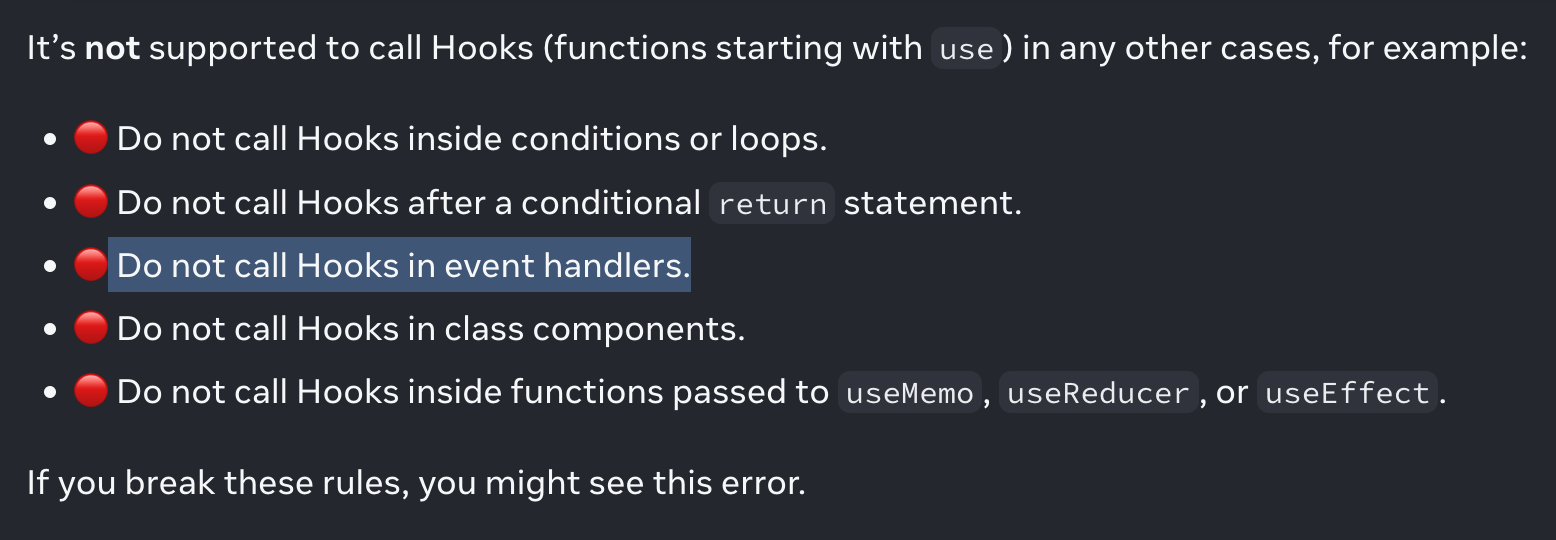 It’s not supported to call Hooks (functions starting with use) in any other cases, for example:
• 🔴 Do not call Hooks inside conditions or loops.
• 🔴 Do not call Hooks after a conditional return statement.
• 🔴 Do not call Hooks in event handlers.
• 🔴 Do not call Hooks in class components.
• 🔴 Do not call Hooks inside functions passed to useMemo, useReducer, or useEffect.
If you break these rules, you might see this error.